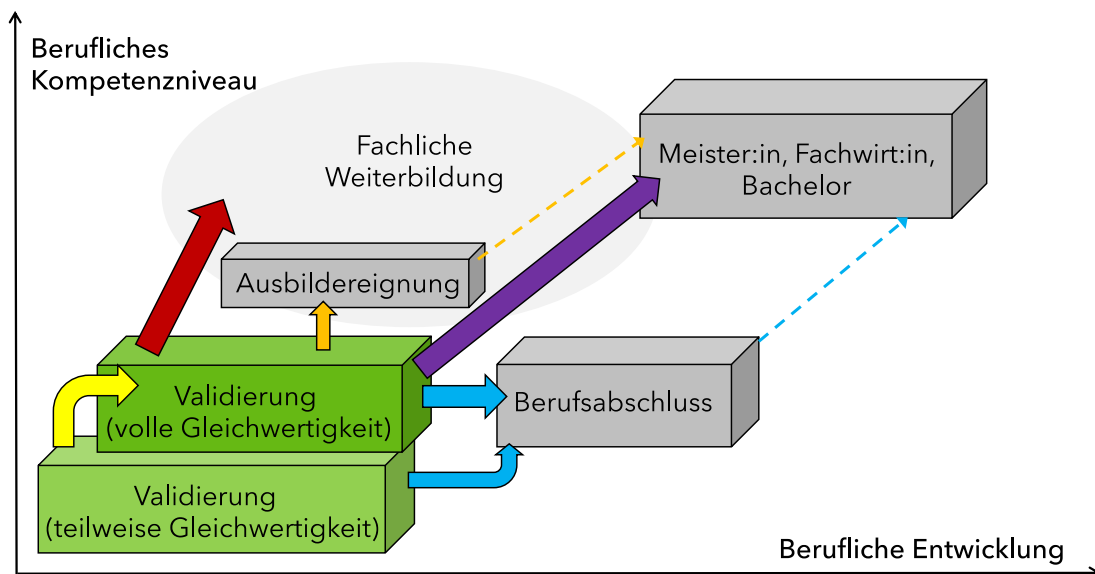 Berufliches
Kompetenzniveau
Fachliche
Weiterbildung
Meister:in, Fachwirt:in,
Bachelor
Ausbildereignung
Validierung
(volle Gleichwertigkeit)
Berufsabschluss
Validierung
(teilweise Gleichwertigkeit)
Berufliche Entwicklung